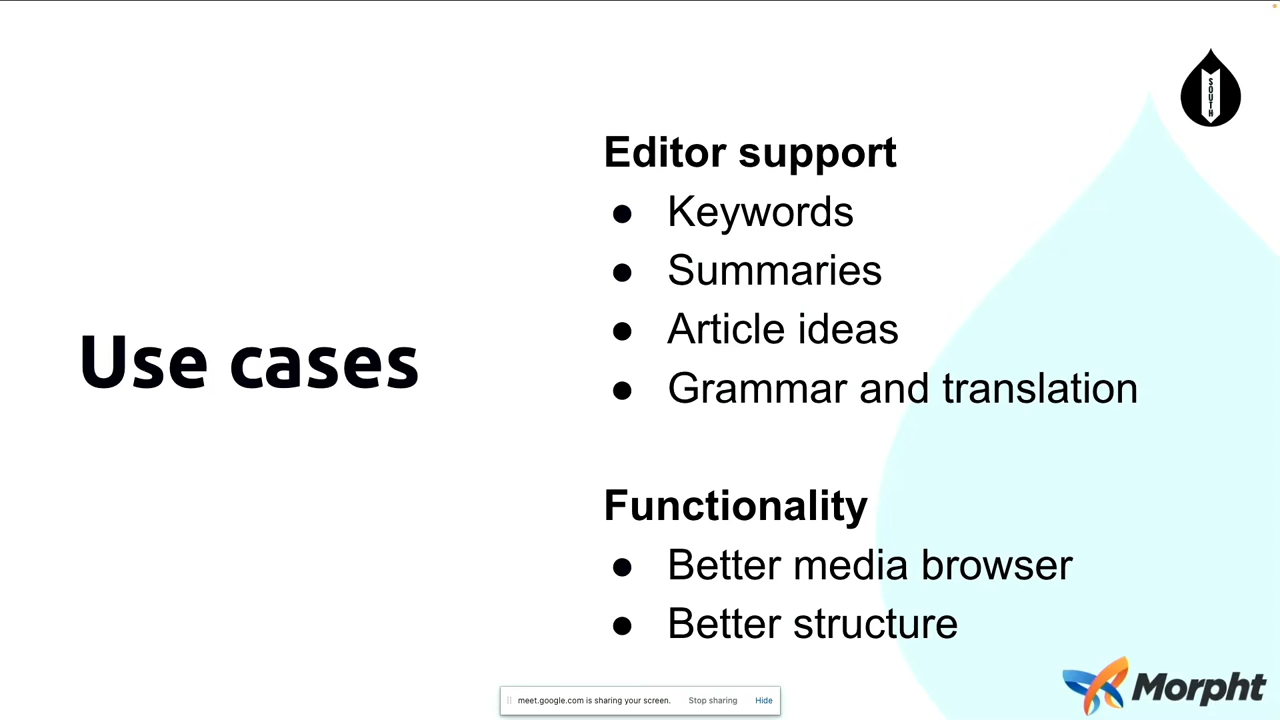 SOUTH
Use cases
Editor support
● Keywords
● Summaries
● Article ideas
● Grammar and translation
Functionality
● Better media browser
● Better structure
Morpht
meet.google.com is sharing your screen. Stop sharing Hide